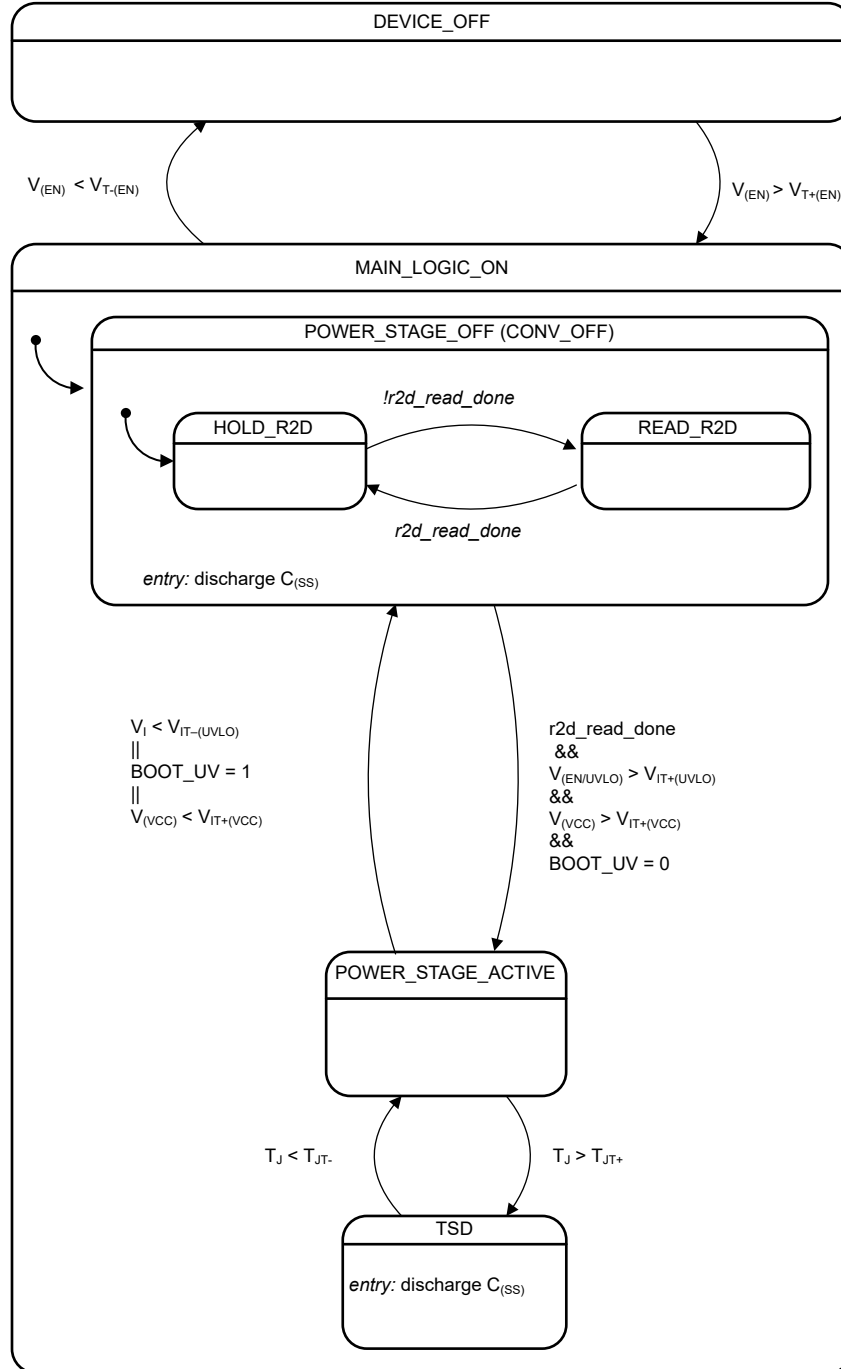 DEVICE_OFF
V(EN) < VT-(EN)
V(EN) > VT+(EN)
MAIN_LOGIC_ON
POWER_STAGE_OFF (CONV_OFF)
!r2d_read_done
HOLD_R2D
READ_R2D
r2d_read_done
entry: discharge C(SS)
VI < VIT–(UVLO)
||
BOOT_UV = 1
||
V(VCC) < VIT+(VCC)
r2d_read_done
&&
V(EN/UVLO) > VIT+(UVLO)
&&
V(VCC) > VIT+(VCC)
&&
BOOT_UV = 0
POWER_STAGE_ACTIVE
TJ < TJT-
TJ > TJT+
TSD
entry: discharge C(SS)